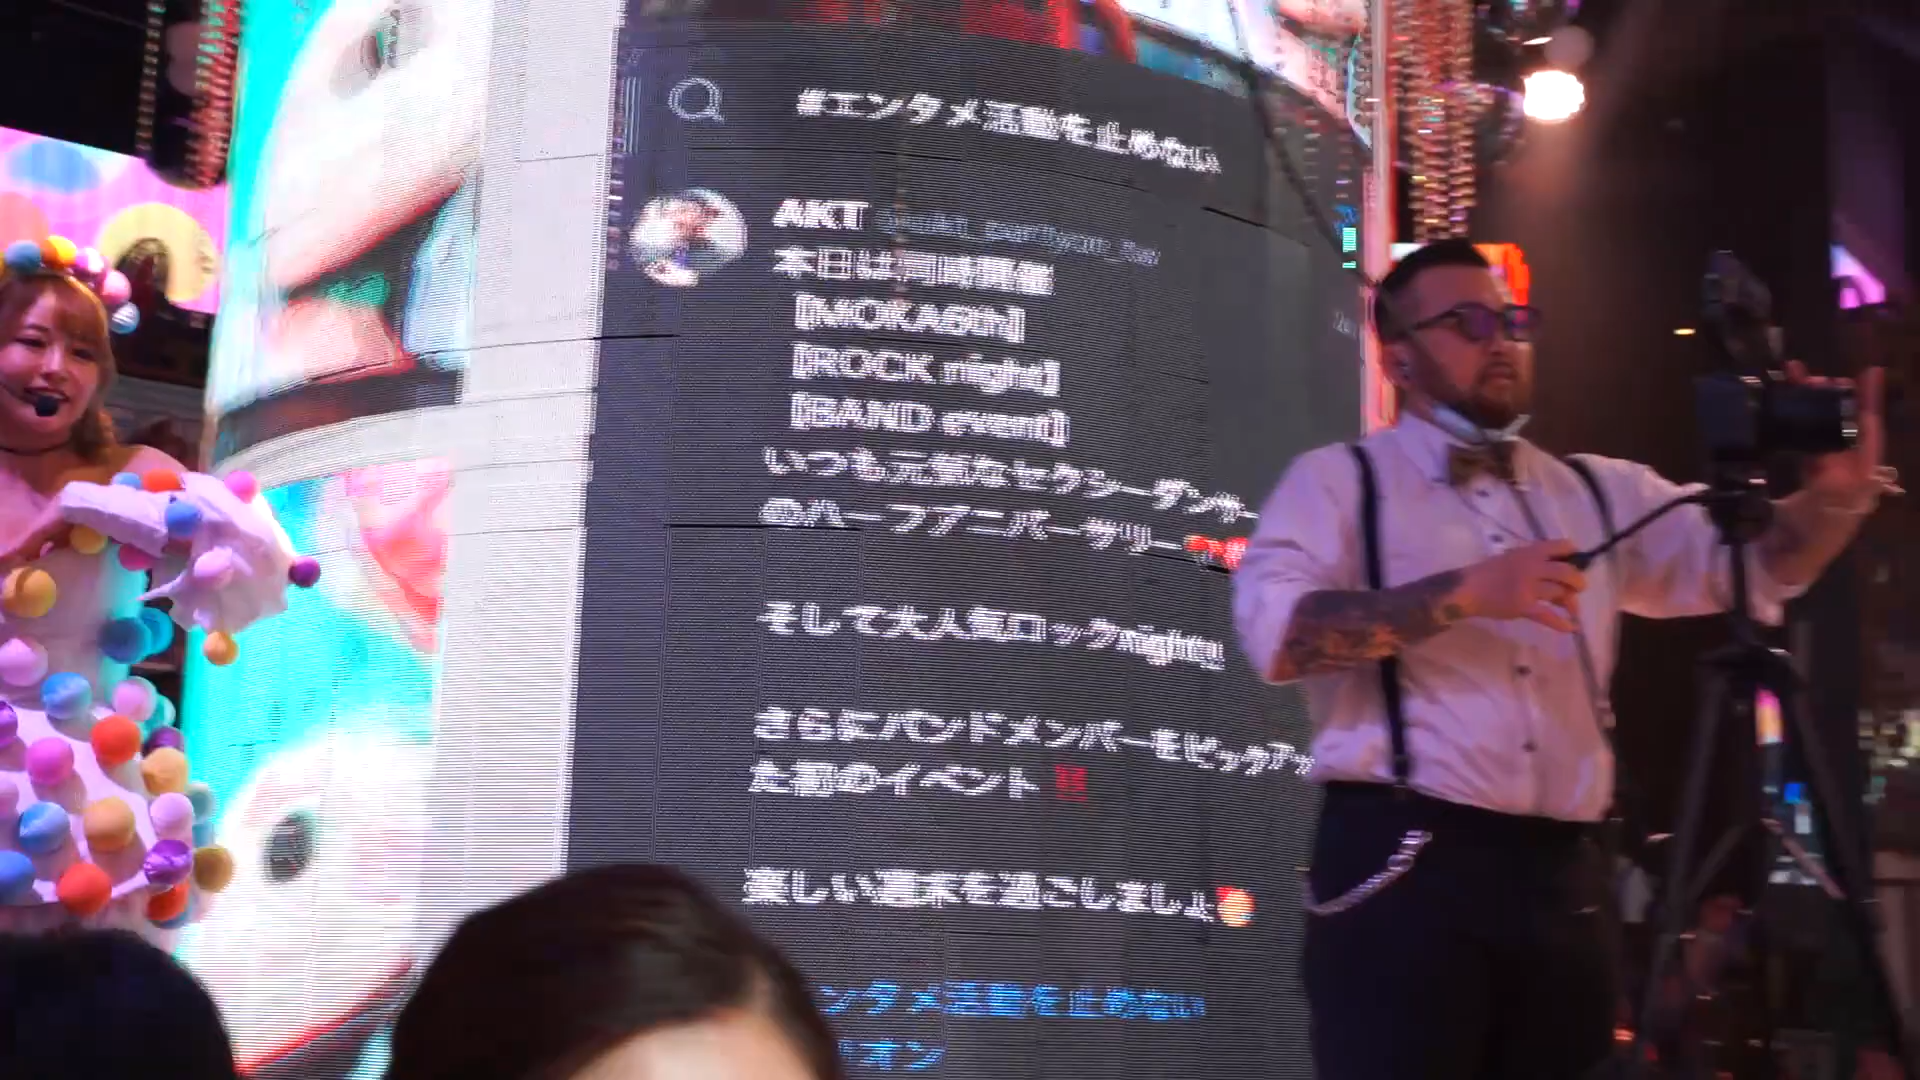 #エンタメ活動を止めない
AKT
本日は同時開催
[MOKA6th]
[ROCK night]
[BAND event]
いつも元気なセクシーダンサー
のハーフアニバーサリー
そして大人気ロックnight!!
さらにバンドメンバーをピックアッ
た初のイベント
楽しい週末を過ごしましょ
ンタメ活動を止めない
オン